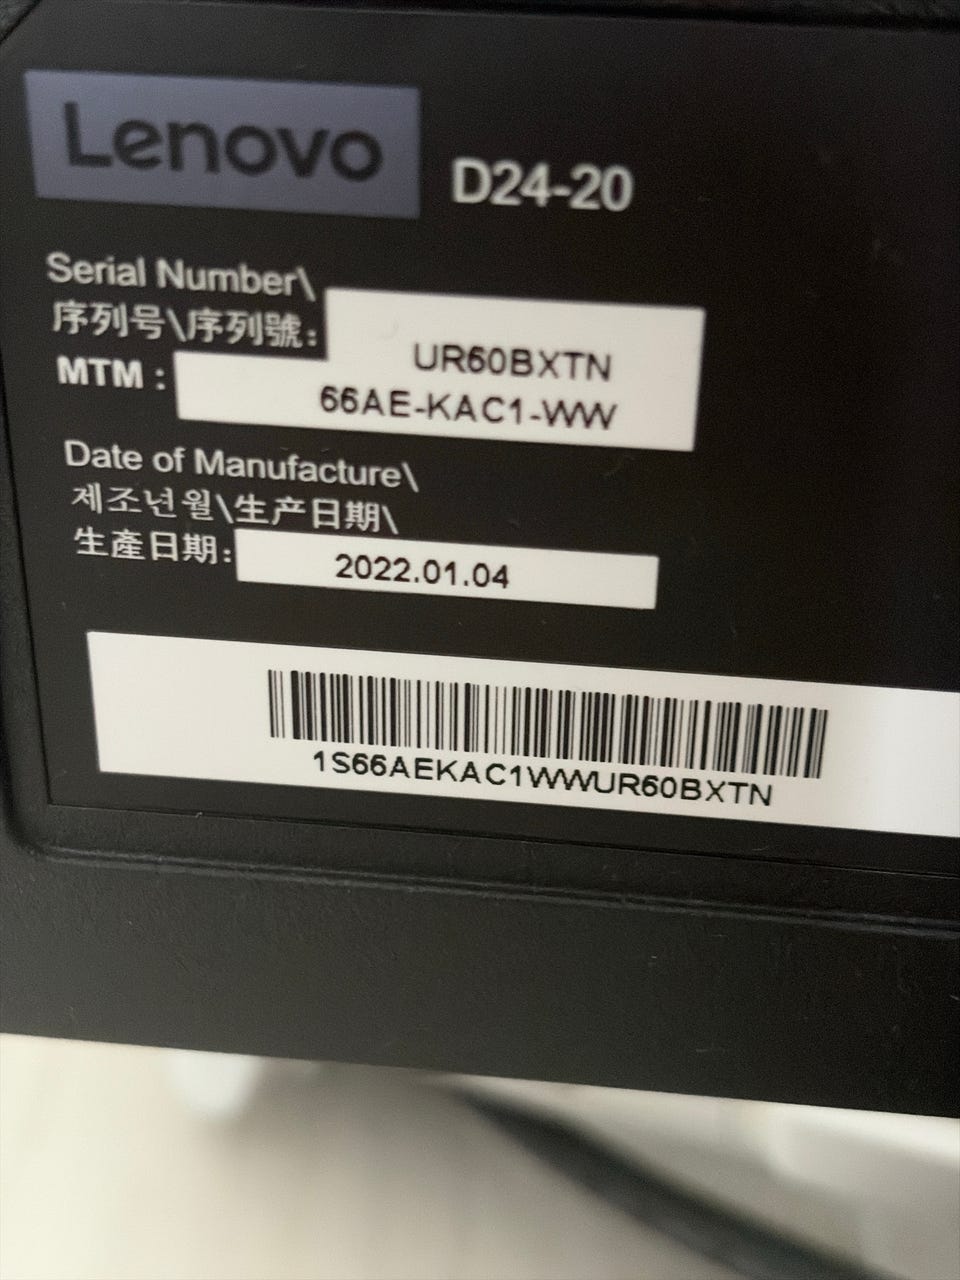 Lenovo D24-20
Serial Number\
序列号\序列號: UR60BXTN
MTM : 66AE-KAC1-WW
Date of Manufacture\
제조년월\生产日期\
生產日期: 2022.01.04
1S66AEKAC1WWUR60BXTN